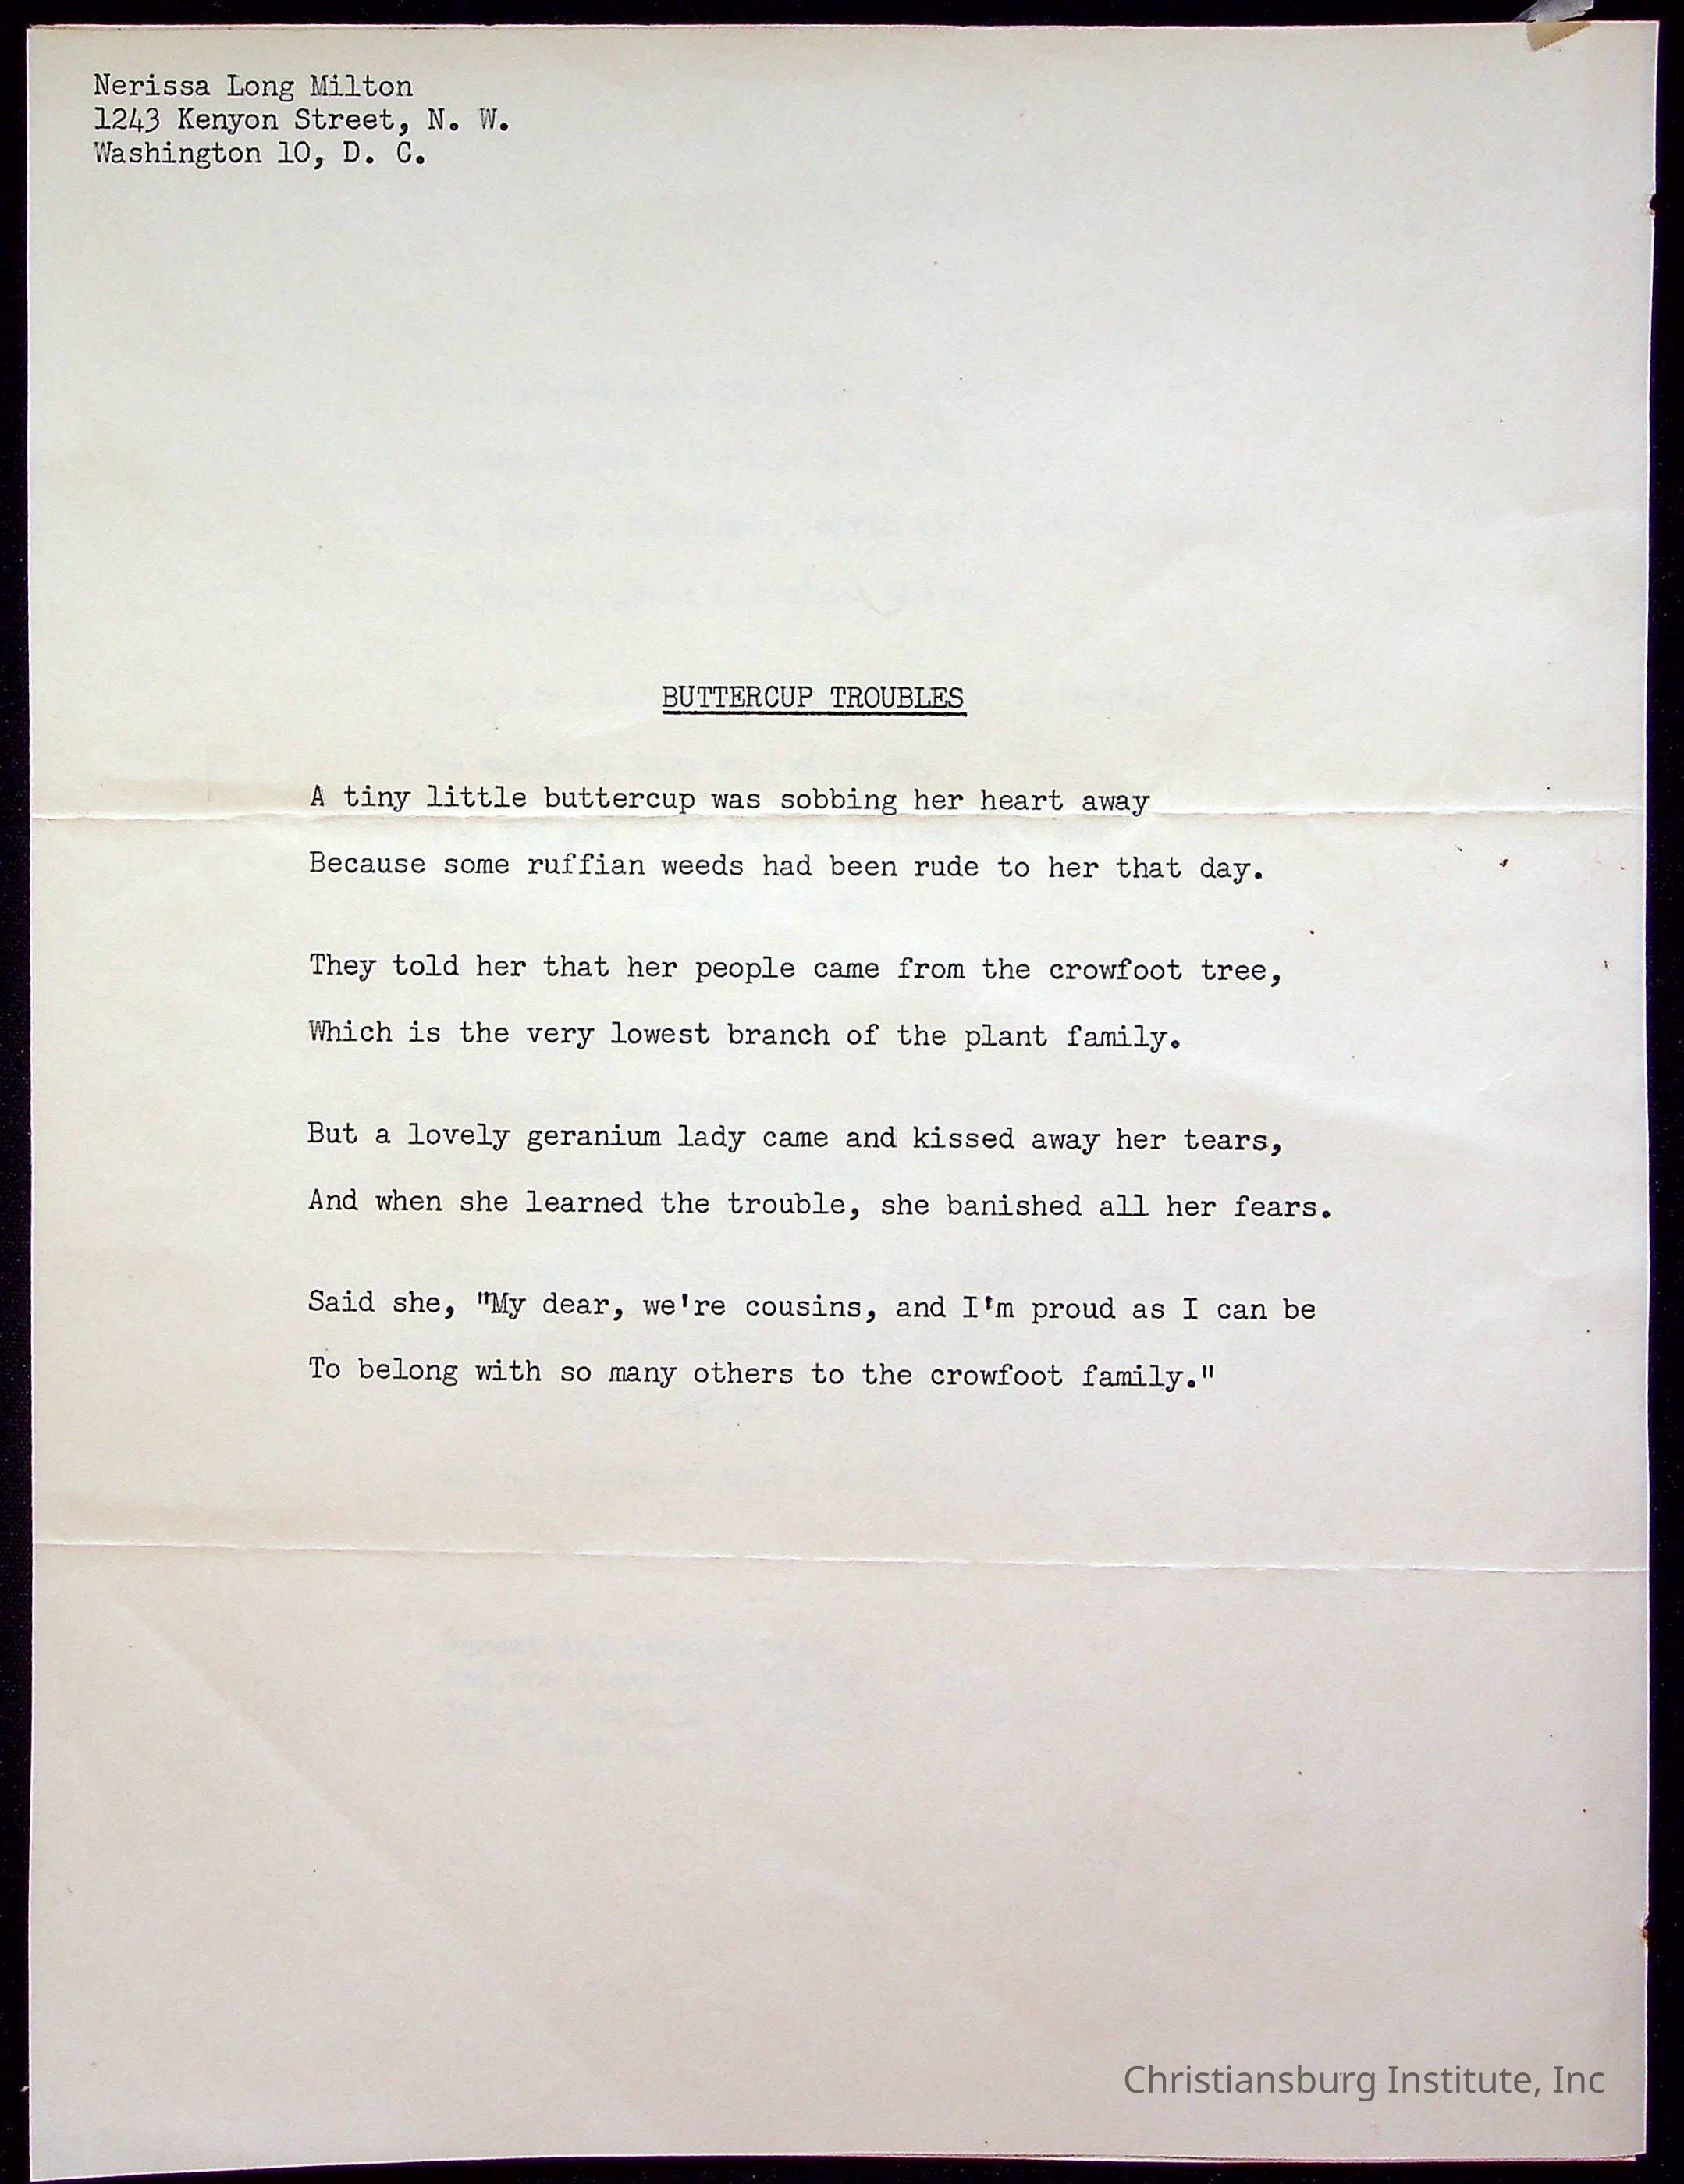 Nerissa Long Milton
1243 Kenyon Street, N. W.
Washington 10, D. C.
BUTTERCUP TROUBLES
A tiny little buttercup was sobbing her heart away
Because some ruffian weeds had been rude to her that day.
They told her that her people came from the crowfoot tree,
Which is the very lowest branch of the plant family.
But a lovely geranium lady came and kissed away her tears,
And when she learned the trouble, she banished all her fears.
Said she, "My dear, we're cousins, and I'm proud as I can be
To belong with so many others to the crowfoot family."
Christiansburg Institute, Inc